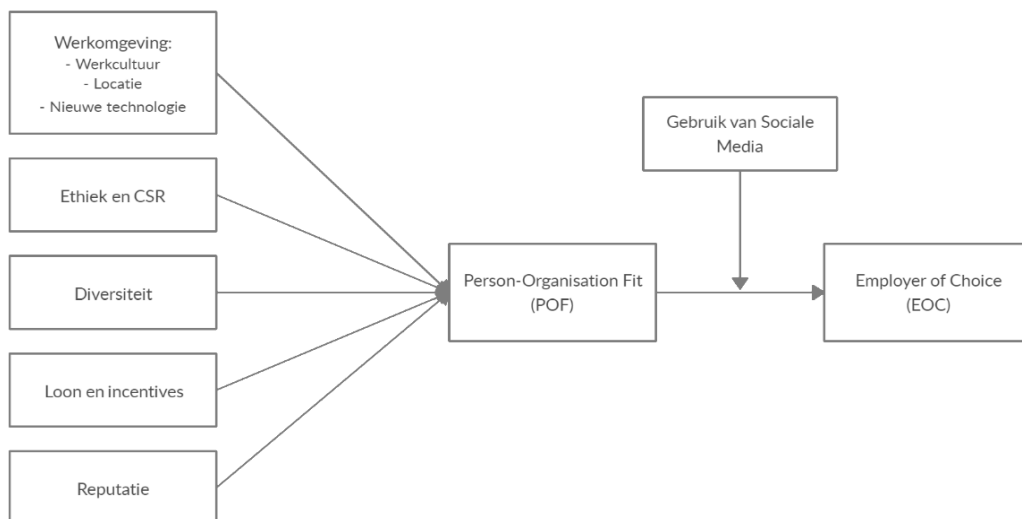 Werkomgeving:
- Werkcultuur
- Locatie
- Nieuwe technologie
Ethiek en CSR
Diversiteit
Loon en incentives
Reputatie
Person-Organisation Fit
(POF)
Gebruik van Sociale
Media
Employer of Choice
(EOC)